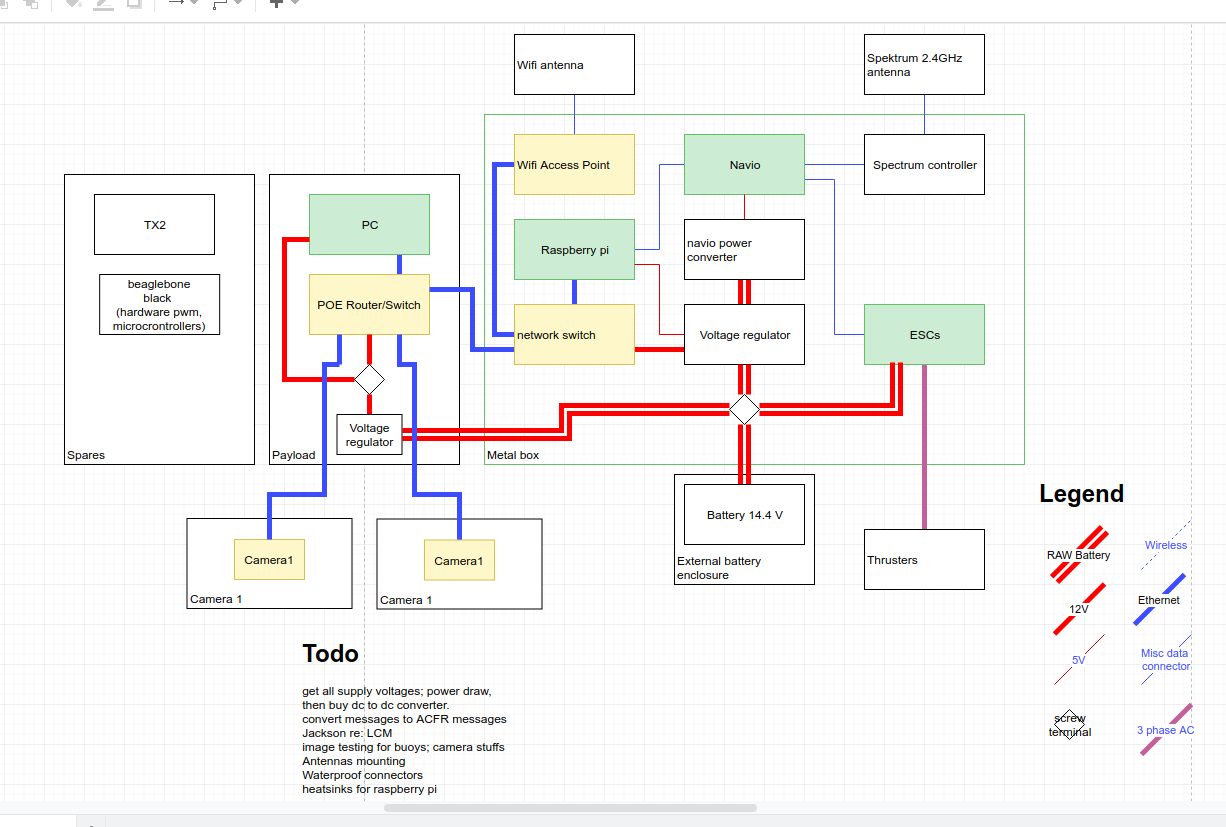 Wifi antenna
Spektrum 2.4GHz
antenna
Wifi Access Point
Navio
Spectrum controller
TX2
PC
Raspberry pi
navio power
converter
beaglebone
black
(hardware pwm,
microcontrollers)
POE Router/Switch
network switch
Voltage regulator
ESCs
Voltage
regulator
Spares
Payload
Metal box
Battery 14.4 V
External battery
enclosure
Thrusters
Camera1
Camera 1
Camera1
Camera 1
Legend
RAW Battery
Wireless
12V
Ethernet
5V
Misc data
connector
screw
terminal
3 phase AC
Todo
get all supply voltages; power draw,
then buy dc to dc converter.
convert messages to ACFR messages
Jackson re: LCM
image testing for buoys; camera stuffs
Antennas mounting
Waterproof connectors
heatsinks for raspberry pi